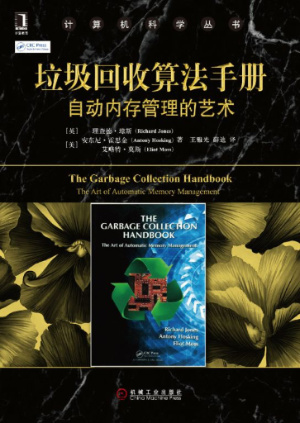 计算机科学丛书
CRC Press
垃圾回收算法手册
自动内存管理的艺术
[英] 理查德·琼斯 (Richard Jones)
[美] 安东尼·霍思金 (Antony Hosking) 著 王雅光 薛迪 译
艾略特·莫斯 (Eliot Moss)
The Garbage Collection Handbook
The Art of Automatic Memory Management
THE
GARBAGE COLLECTION
HANDBOOK
The Art of Automatic Memory Management
Richard Jones
Antony Hosking
Eliot Moss
CRC Press
机械工业出版社
China Machine Press